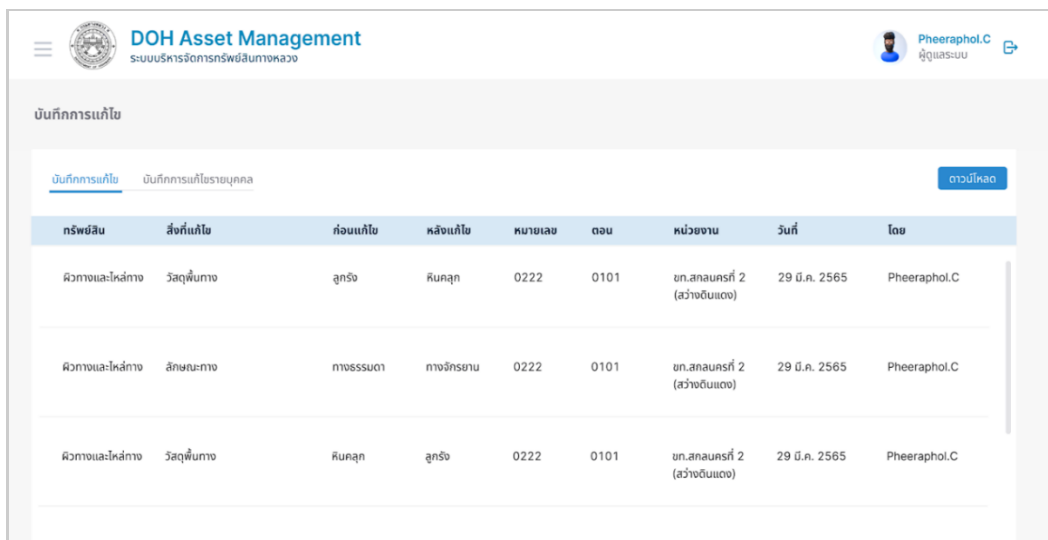 DOH Asset Management
ระบบบริหารจัดการทรัพย์สินทางหลวง
Pheeraphol.C
ผู้ดูแลระบบ
บันทึกการแก้ไข
บันทึกการแก้ไข บันทึกการแก้ไขรายบุคคล ดาวน์โหลด
ทรัพย์สิน สิ่งที่แก้ไข ก่อนแก้ไข หลังแก้ไข หมายเลข ตอน หน่วยงาน วันที่ โดย
ผิวทางและไหล่ทาง วัสดุพื้นทาง ลูกรัง หินคลุก 0222 0101 ขท.สกลนครที่ 2 29 มี.ค. 2565 Pheeraphol.C
(สว่างดินแดง)
ผิวทางและไหล่ทาง ลักษณะทาง ทางธรรมดา ทางจักรยาน 0222 0101 ขท.สกลนครที่ 2 29 มี.ค. 2565 Pheeraphol.C
(สว่างดินแดง)
ผิวทางและไหล่ทาง วัสดุพื้นทาง หินคลุก ลูกรัง 0222 0101 ขท.สกลนครที่ 2 29 มี.ค. 2565 Pheeraphol.C
(สว่างดินแดง)